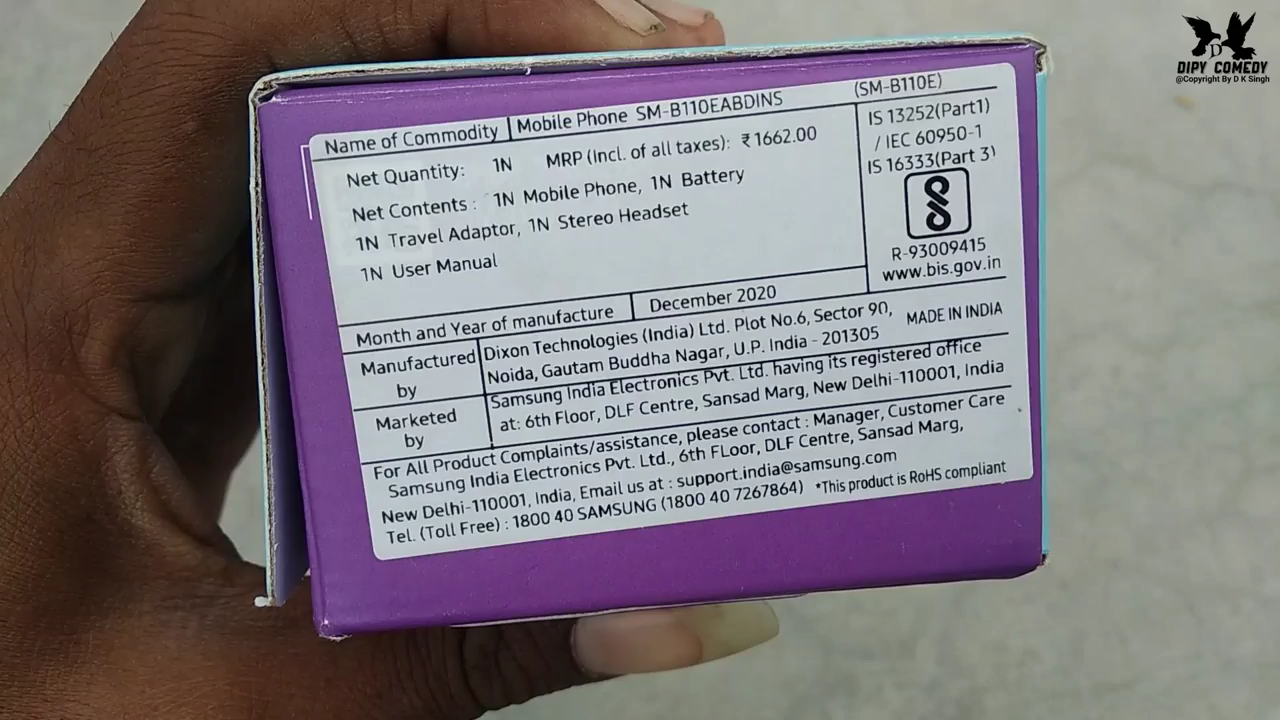 DIPY COMEDY
@Copyright By D K Singh
Name of Commodity Mobile Phone SM-B110EABDINS (SM-B110E)
Net Quantity: 1N MRP (Incl. of all taxes): ₹ 1662.00
Net Contents : 1N Mobile Phone, 1N Battery
1N Travel Adaptor, 1N Stereo Headset
1N User Manual
IS 13252(Part1)
/ IEC 60950-1
IS 16333(Part 3)
R-93009415
www.bis.gov.in
Month and Year of manufacture December 2020
Manufactured by
Dixon Technologies (India) Ltd. Plot No.6, Sector 90,
Noida, Gautam Buddha Nagar, U.P. India - 201305
MADE IN INDIA
Marketed by
Samsung India Electronics Pvt. Ltd. having its registered office
at: 6th Floor, DLF Centre, Sansad Marg, New Delhi-110001, India
For All Product Complaints/assistance, please contact : Manager, Customer Care
Samsung India Electronics Pvt. Ltd., 6th FLoor, DLF Centre, Sansad Marg,
New Delhi-110001, India, Email us at : support.india@samsung.com
Tel. (Toll Free) : 1800 40 SAMSUNG (1800 40 7267864) *This product is RoHS compliant